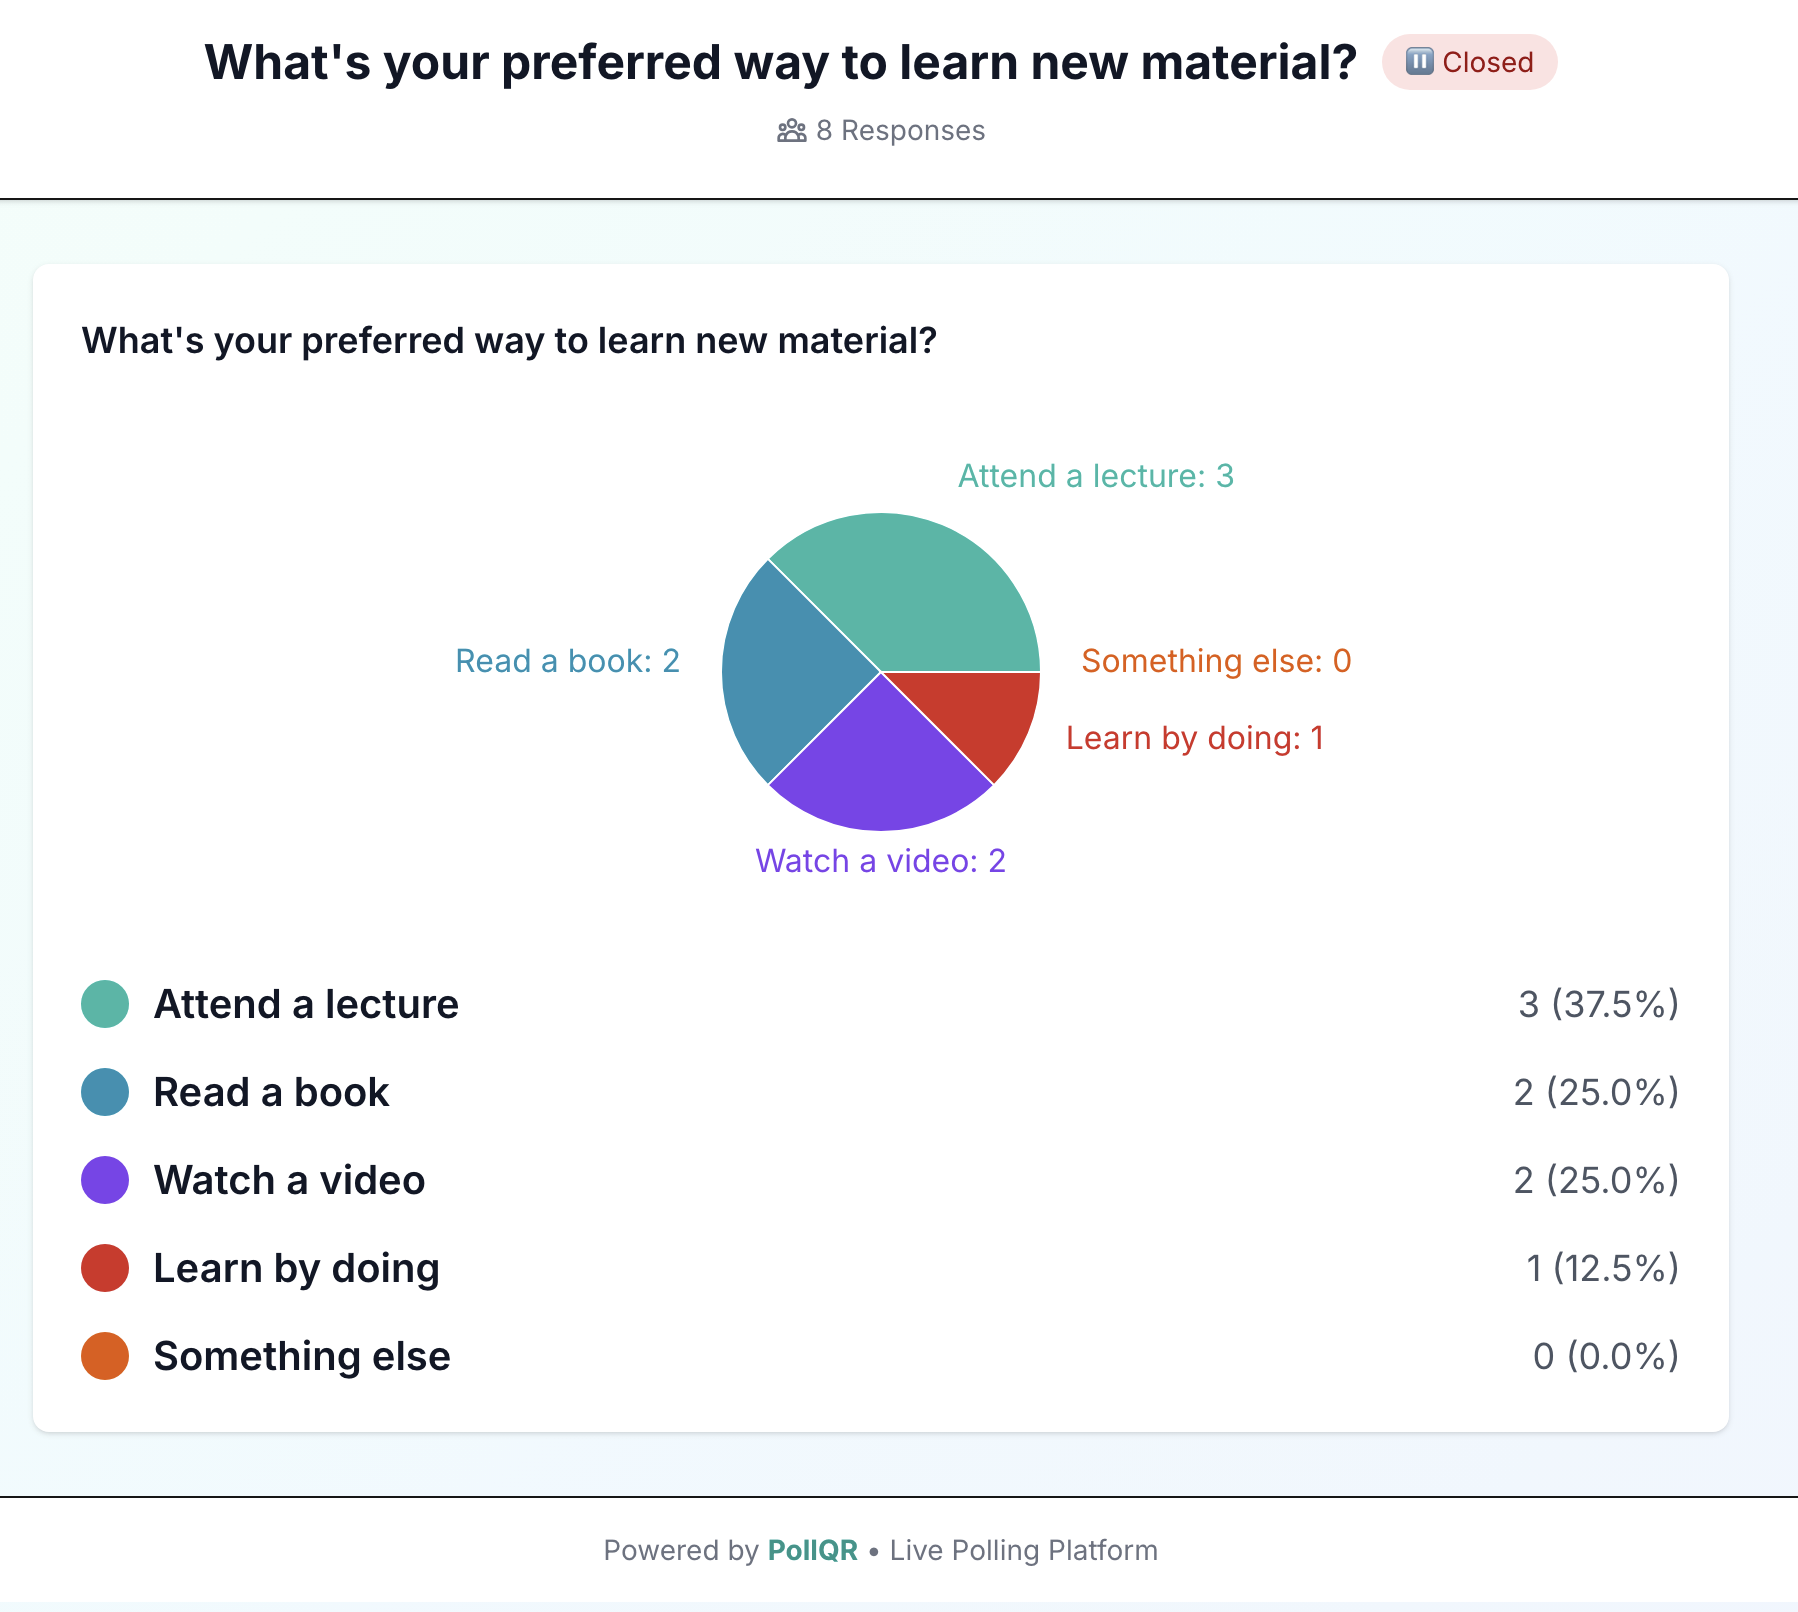 What's your preferred way to learn new material? Closed
8 Responses
What's your preferred way to learn new material?
Attend a lecture: 3
Read a book: 2
Something else: 0
Learn by doing: 1
Watch a video: 2
Attend a lecture 3 (37.5%)
Read a book 2 (25.0%)
Watch a video 2 (25.0%)
Learn by doing 1 (12.5%)
Something else 0 (0.0%)
Powered by PollQR • Live Polling Platform